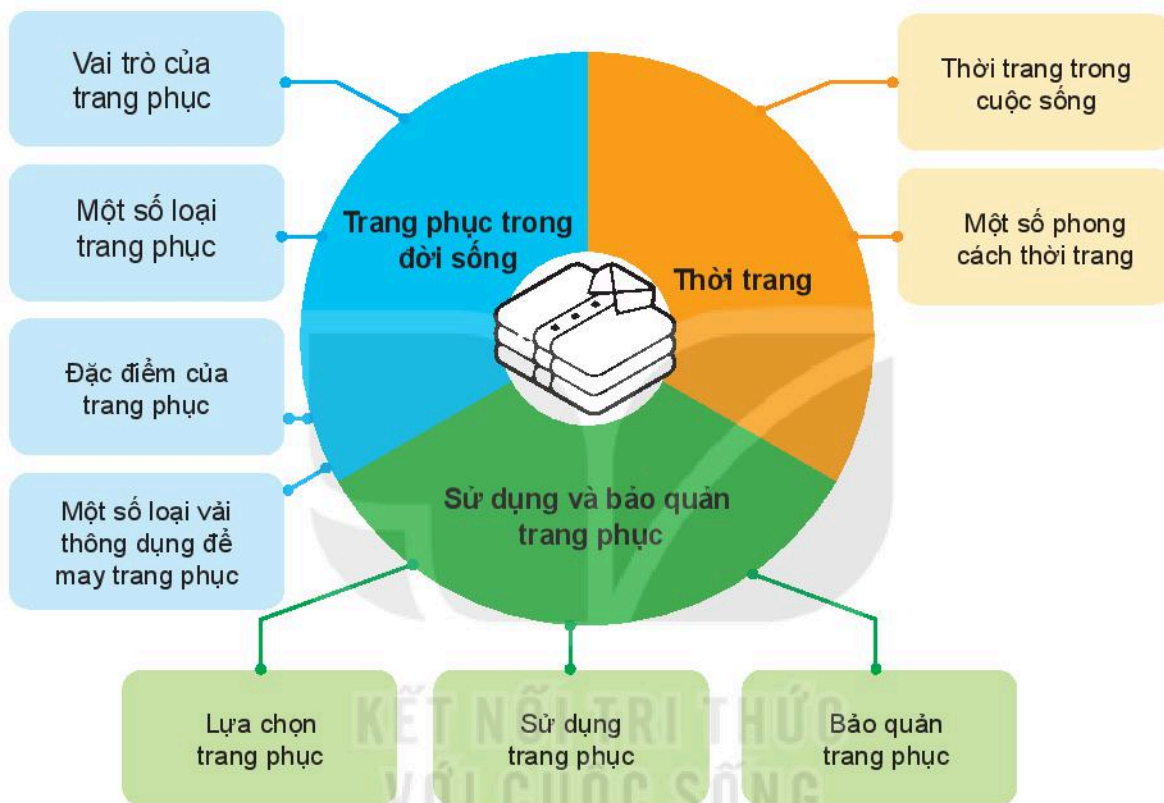 Vai trò của
trang phục
Một số loại
trang phục
Đặc điểm của
trang phục
Một số loại vải
thông dụng để
may trang phục
Trang phục trong
đời sống
Thời trang
Thời trang trong
cuộc sống
Một số phong
cách thời trang
Sử dụng và bảo quản
trang phục
Lựa chọn
trang phục
Sử dụng
trang phục
Bảo quản
trang phục
KẾT NỐI TRI THỨC
VỚI CUỘC SỐNG